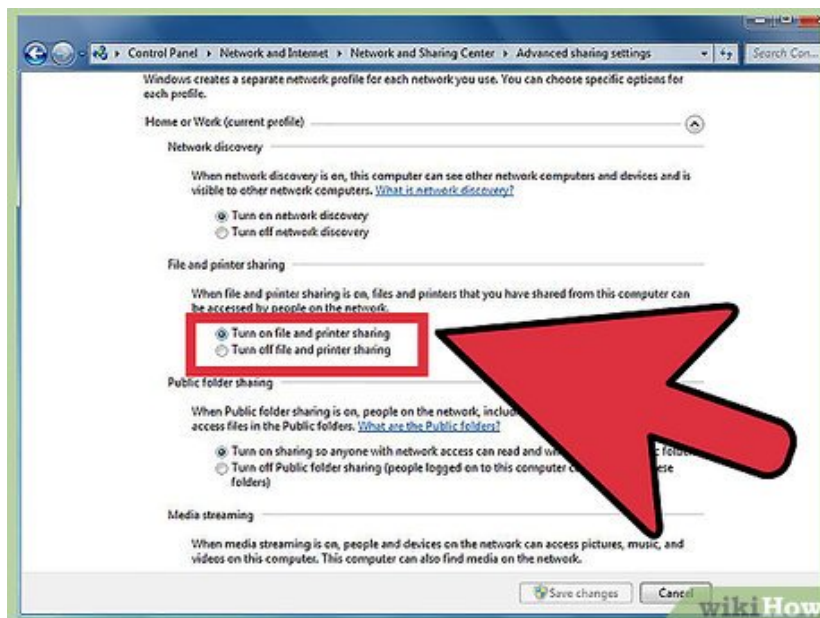 Control Panel Network and Internet Network and Sharing Center Advanced sharing settings Search Con...
Windows creates a separate network profile for each network you use. You can choose specific options for
each profile.
Home or Work (current profile)
Network discovery
When network discovery is on, this computer can see other network computers and devices and is
visible to other network computers. What is network discovery?
Turn on network discovery
Turn off network discovery
File and printer sharing
When file and printer sharing is on, files and printers that you have shared from this computer can
be accessed by people on the network.
Turn on file and printer sharing
Turn off file and printer sharing
Public folder sharing
When Public folder sharing is on, people on the network,
access files in the Public folders. What are the Public folders?
Turn on sharing so anyone with network access can read and
Turn off Public folder sharing (people logged on to this computer
folders)
Media streaming
When media streaming is on, people and devices on the network can access pictures, music, and
videos on this computer. This computer can also find media on the network.
Save changes Cancel
wikiHow